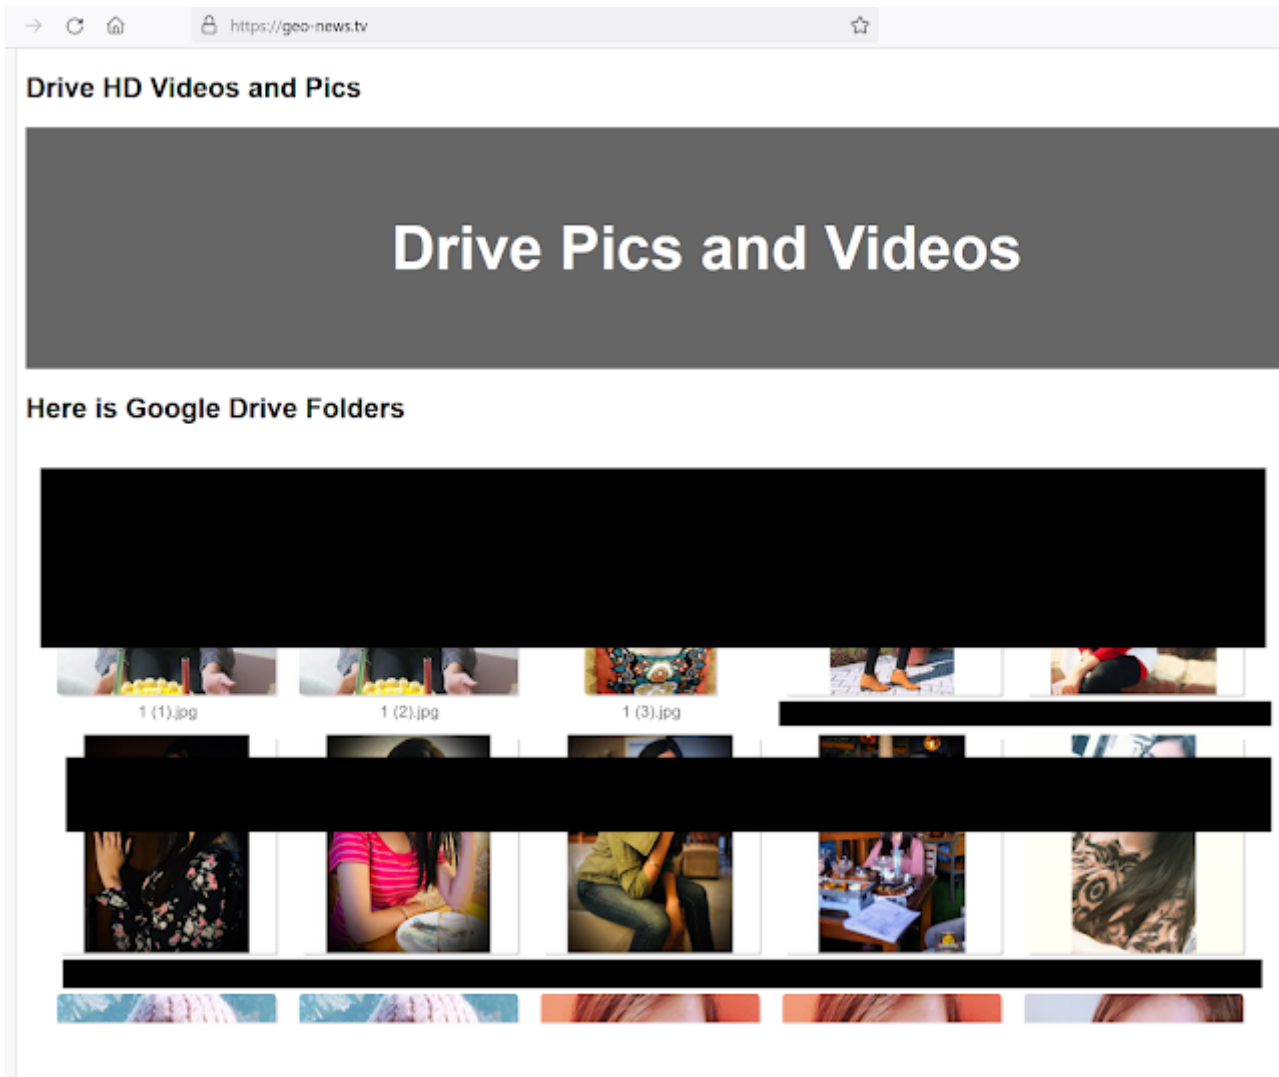 https://geo-news.tv
Drive HD Videos and Pics
Drive Pics and Videos
Here is Google Drive Folders
1 (1).jpg
1 (2).jpg
1 (3).jpg